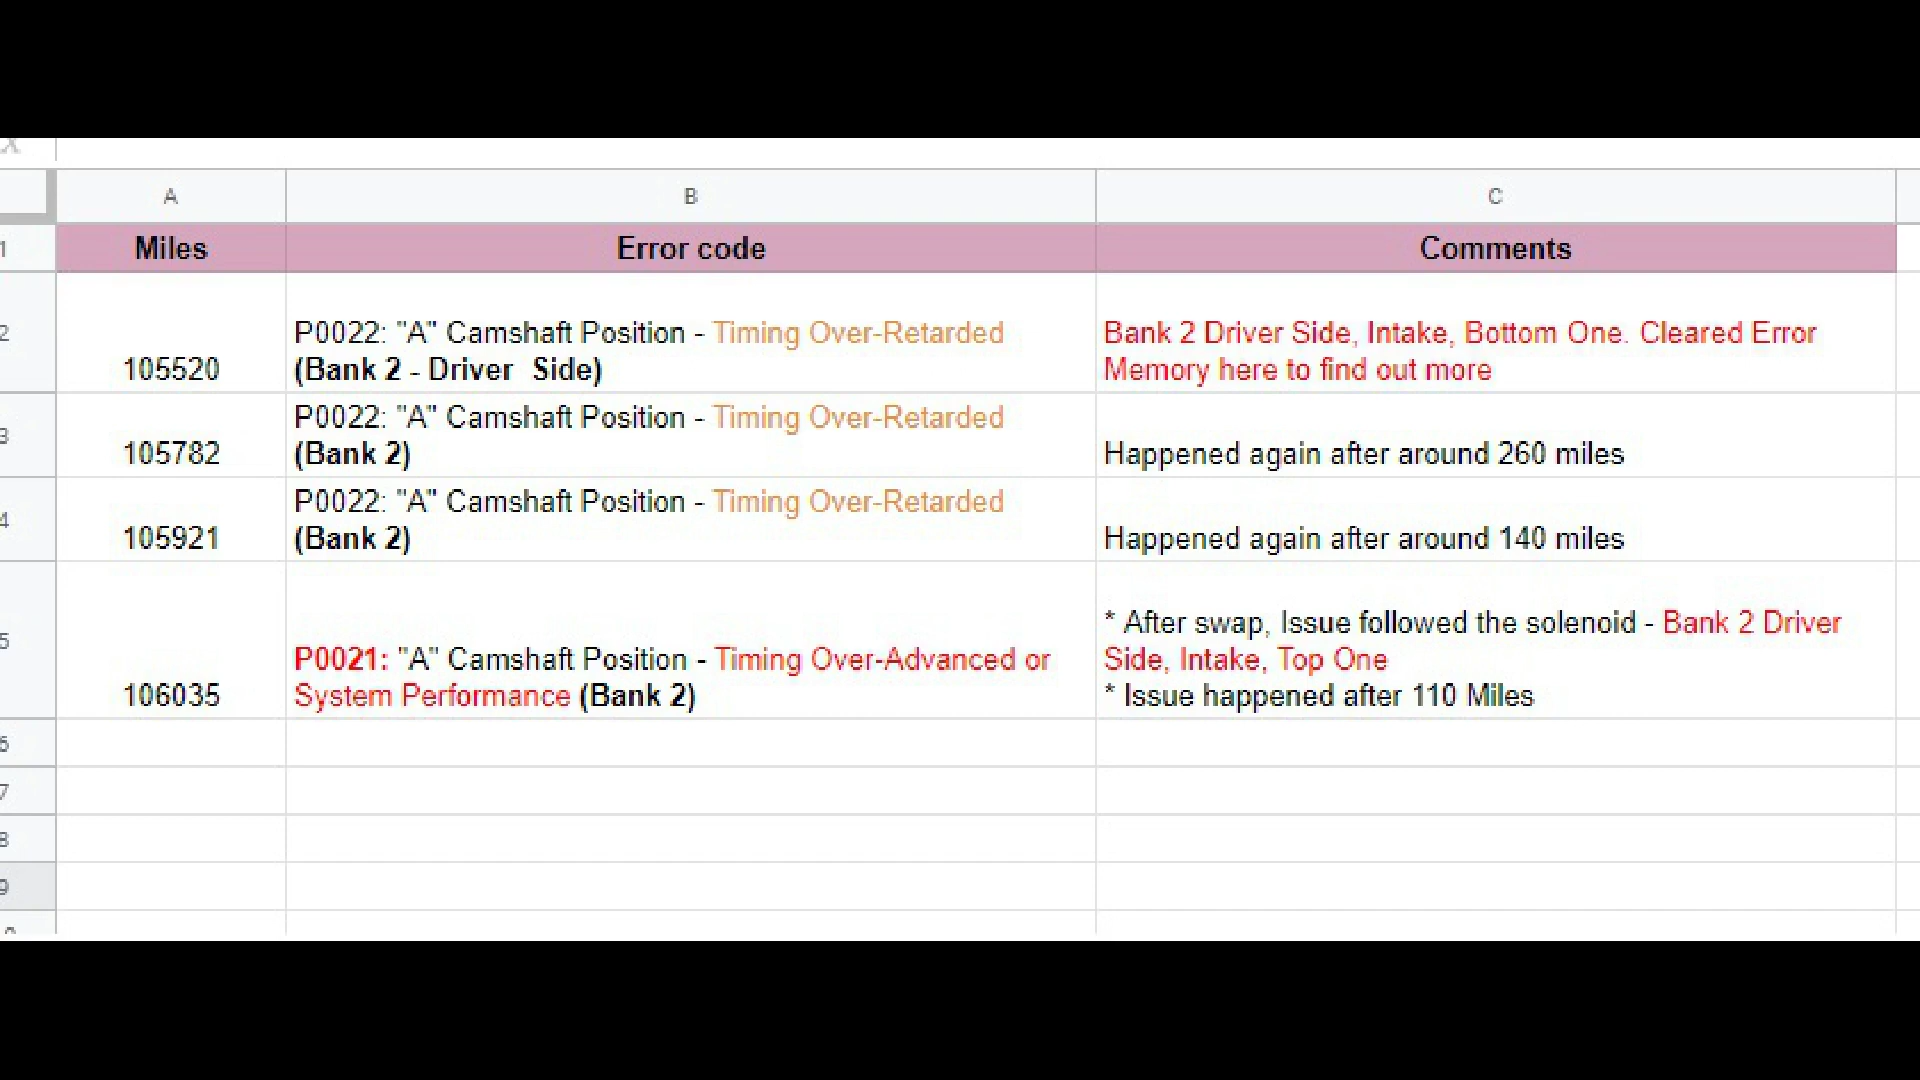 X
A B C
1 Miles Error code Comments
2 105520 P0022: "A" Camshaft Position - Timing Over-Retarded
(Bank 2 - Driver Side)
Bank 2 Driver Side, Intake, Bottom One. Cleared Error
Memory here to find out more
3 105782 P0022: "A" Camshaft Position - Timing Over-Retarded
(Bank 2)
Happened again after around 260 miles
4 105921 P0022: "A" Camshaft Position - Timing Over-Retarded
(Bank 2)
Happened again after around 140 miles
5 106035 P0021: "A" Camshaft Position - Timing Over-Advanced or
System Performance (Bank 2)
* After swap, Issue followed the solenoid - Bank 2 Driver
Side, Intake, Top One
* Issue happened after 110 Miles
6
7
8
9